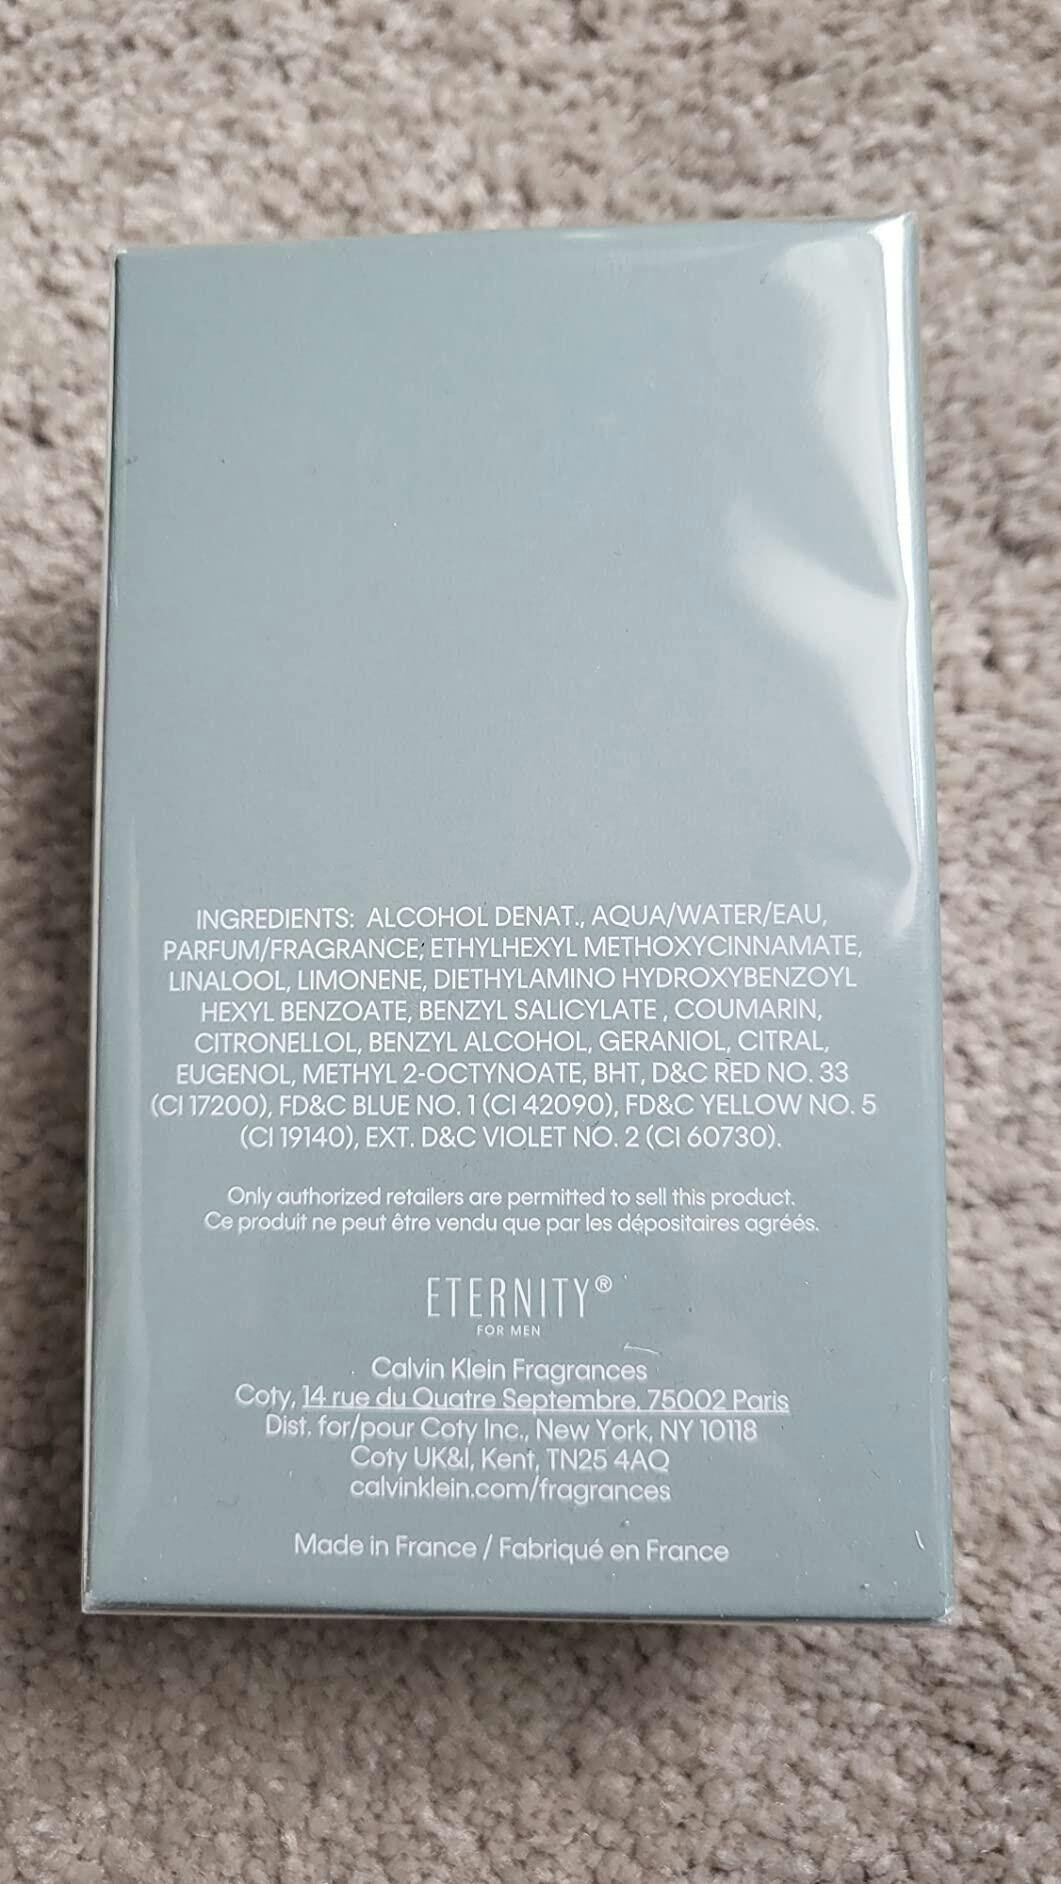 INGREDIENTS: ALCOHOL DENAT., AQUA/WATER/EAU,
PARFUM/FRAGRANCE, ETHYLHEXYL METHOXYCINNAMATE,
LINALOOL, LIMONENE, DIETHYLAMINO HYDROXYBENZOYL
HEXYL BENZOATE, BENZYL SALICYLATE , COUMARIN,
CITRONELLOL, BENZYL ALCOHOL, GERANIOL, CITRAL,
EUGENOL, METHYL 2-OCTYNOATE, BHT, D&C RED NO. 33
(CI 17200), FD&C BLUE NO. 1 (CI 42090), FD&C YELLOW NO. 5
(CI 19140), EXT. D&C VIOLET NO. 2 (CI 60730).
Only authorized retailers are permitted to sell this product.
Ce produit ne peut être vendu que par les dépositaires agréés.
ETERNITY®
FOR MEN
Calvin Klein Fragrances
Coty, 14 rue du Quatre Septembre, 75002 Paris
Dist. for/pour Coty Inc., New York, NY 10118
Coty UK&I, Kent, TN25 4AQ
calvinklein.com/fragrances
Made in France / Fabriqué en France